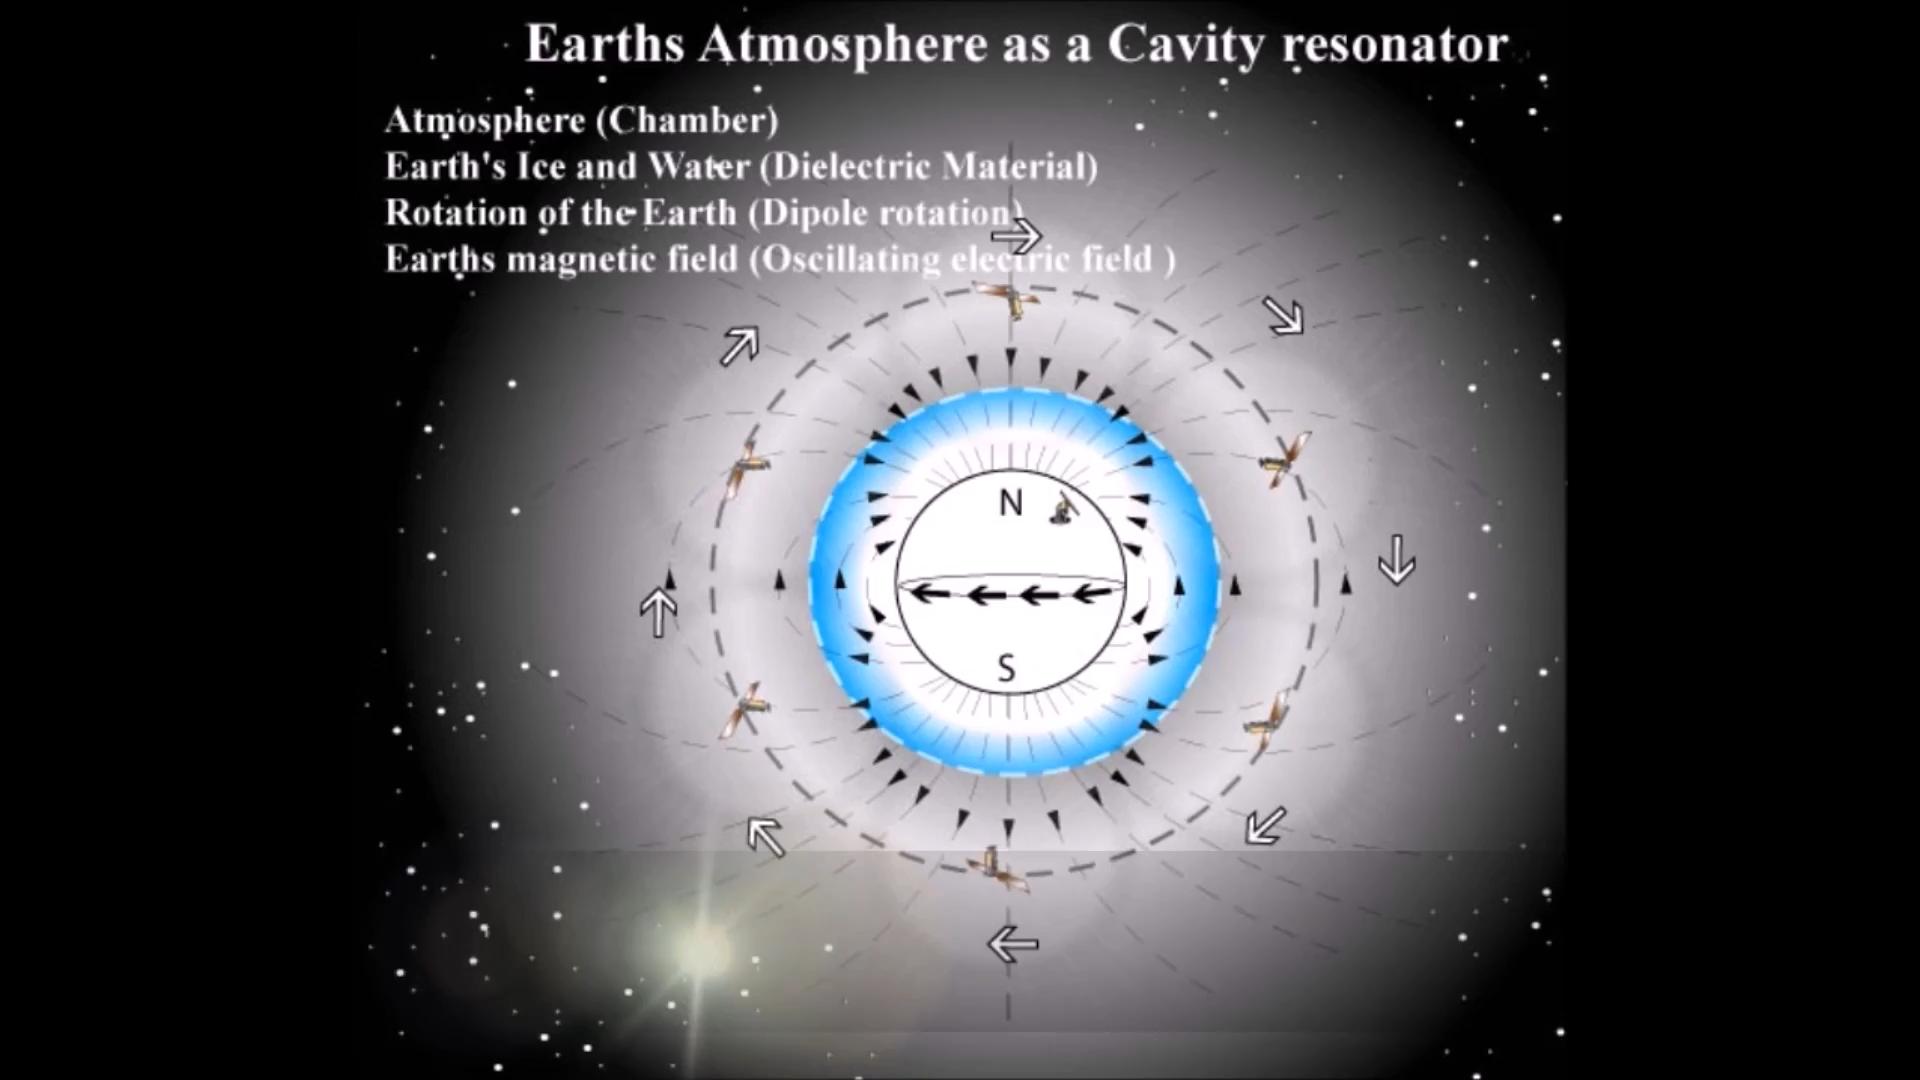 Earths Atmosphere as a Cavity resonator
Atmosphere (Chamber)
Earth's Ice and Water (Dielectric Material)
Rotation of the Earth (Dipole rotation)
Earths magnetic field (Oscillating electric field )
N
S